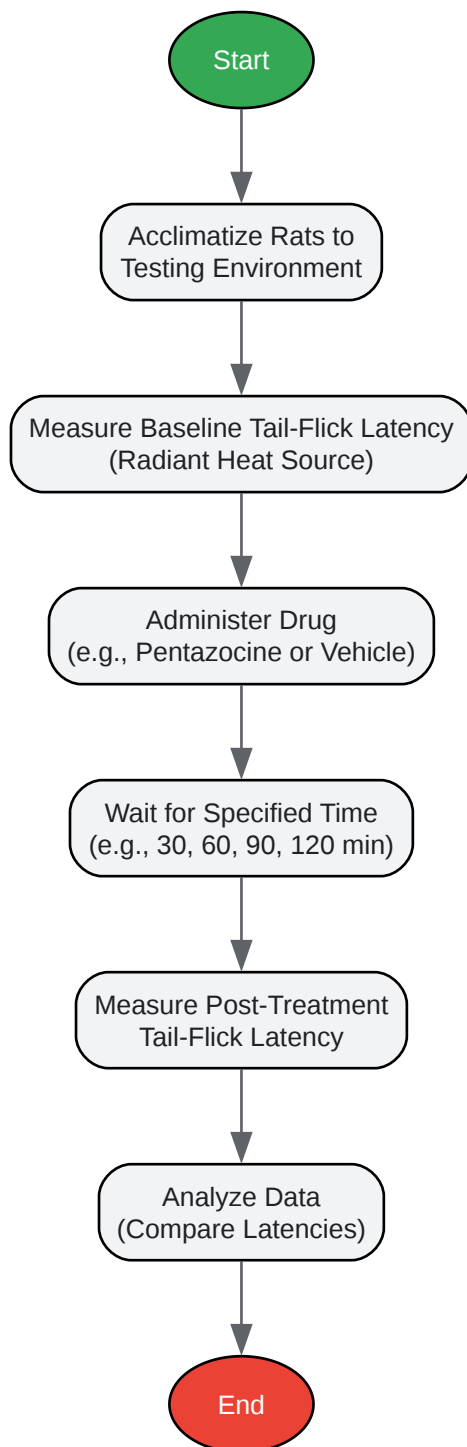 Start
Acclimatize Rats to
Testing Environment
Measure Baseline Tail-Flick Latency
(Radiant Heat Source)
Administer Drug
(e.g., Pentazocine or Vehicle)
Wait for Specified Time
(e.g., 30, 60, 90, 120 min)
Measure Post-Treatment
Tail-Flick Latency
Analyze Data
(Compare Latencies)
End